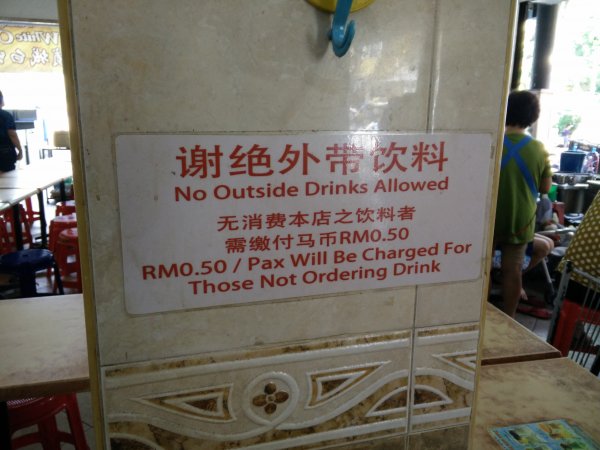 White
谢绝外带饮料
No Outside Drinks Allowed
无消费本店之饮料者
需缴付马币RM0.50
RM0.50 / Pax Will Be Charged For
Those Not Ordering Drink